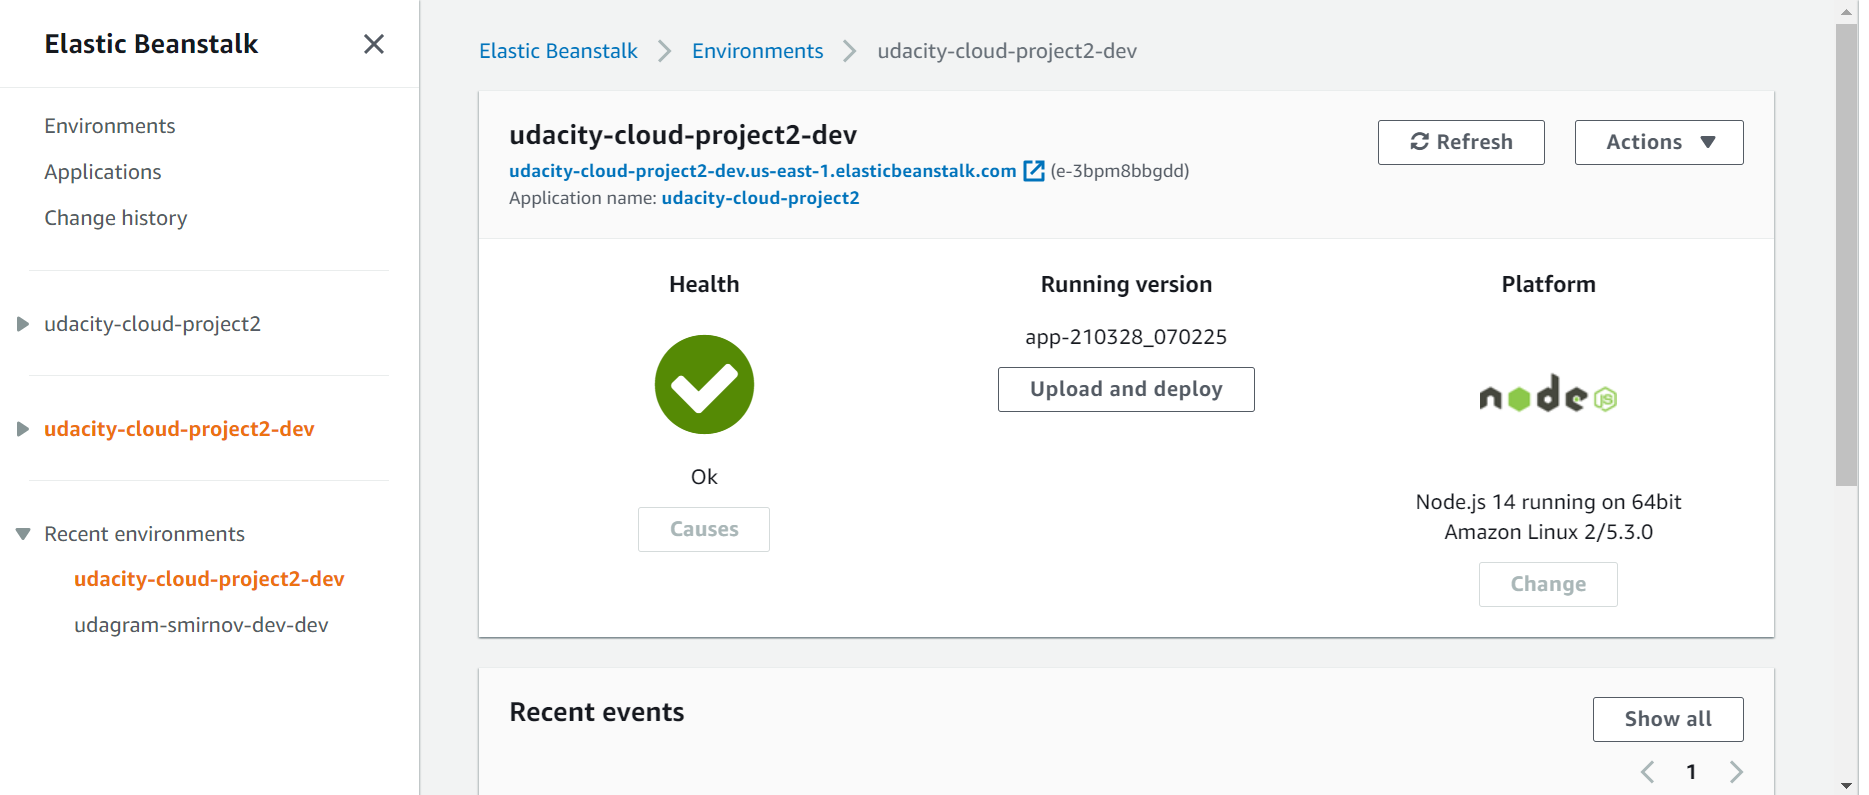 Elastic Beanstalk
Environments
Applications
Change history
udacity-cloud-project2
udacity-cloud-project2-dev
Recent environments
udacity-cloud-project2-dev
udagram-smirnov-dev-dev
Elastic Beanstalk > Environments > udacity-cloud-project2-dev
udacity-cloud-project2-dev
udacity-cloud-project2-dev.us-east-1.elasticbeanstalk.com (e-3bpm8bbgdd)
Application name: udacity-cloud-project2
Refresh
Actions
Health
Ok
Causes
Running version
app-210328_070225
Upload and deploy
Platform
node JS
Node.js 14 running on 64bit
Amazon Linux 2/5.3.0
Change
Recent events
Show all
1